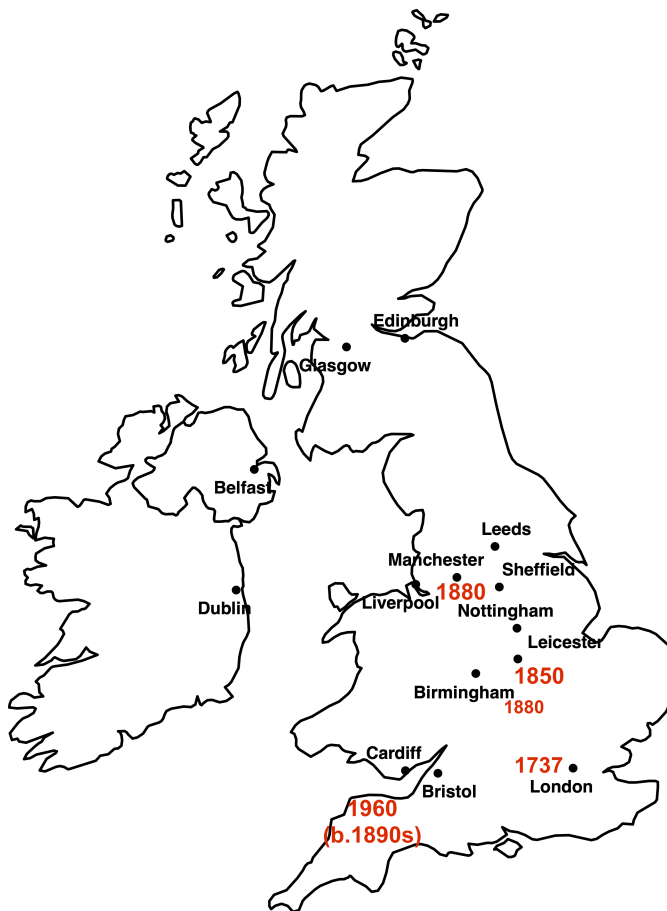 Edinburgh
Glasgow
Belfast
Leeds
Manchester
Sheffield
Dublin
Liverpool
1880
Nottingham
Leicester
1850
Birmingham
1880
Cardiff
1737
Bristol
London
1960
(b.1890s)